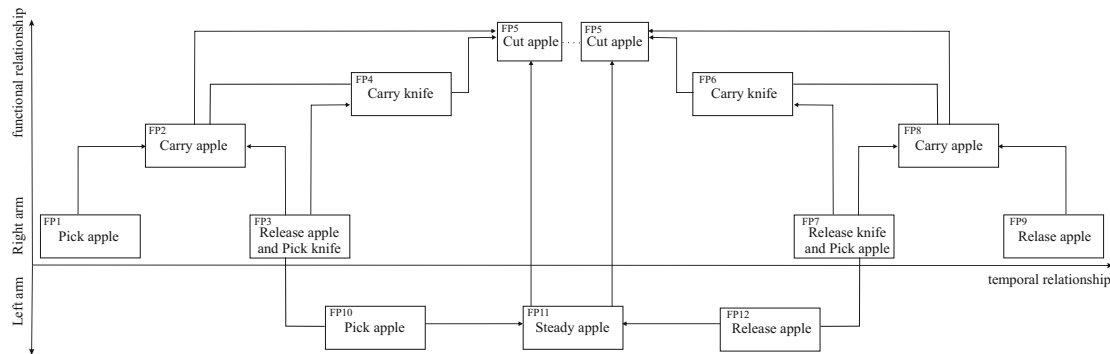 FP5
Cut apple
FP5
Cut apple
FP4
Carry knife
FP6
Carry knife
FP2
Carry apple
FP8
Carry apple
FP1
Pick apple
FP3
Release apple
and Pick knife
FP7
Release knife
and Pick apple
FP9
Relase apple
FP10
Pick apple
FP11
Steady apple
FP12
Release apple
functional relationship
Right arm
Left arm
temporal relationship